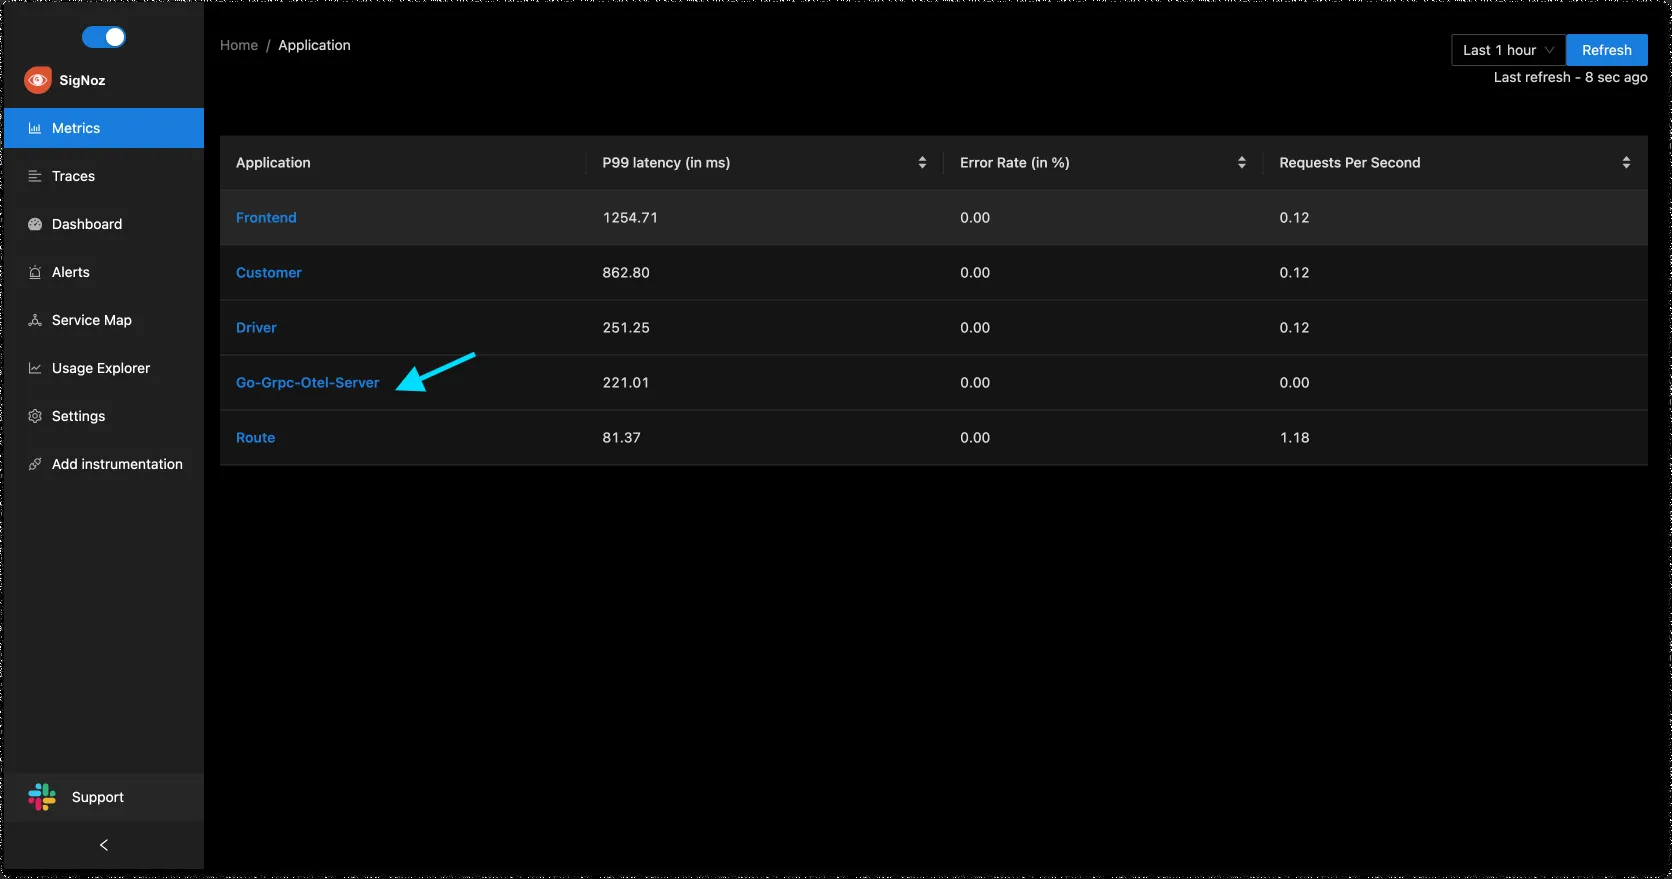 SigNoz
Metrics
Traces
Dashboard
Alerts
Service Map
Usage Explorer
Settings
Add instrumentation
Support
Home / Application
Last 1 hour
Refresh
Last refresh - 8 sec ago
Application P99 latency (in ms) Error Rate (in %) Requests Per Second
Frontend 1254.71 0.00 0.12
Customer 862.80 0.00 0.12
Driver 251.25 0.00 0.12
Go-Grpc-Otel-Server 221.01 0.00 0.00
Route 81.37 0.00 1.18